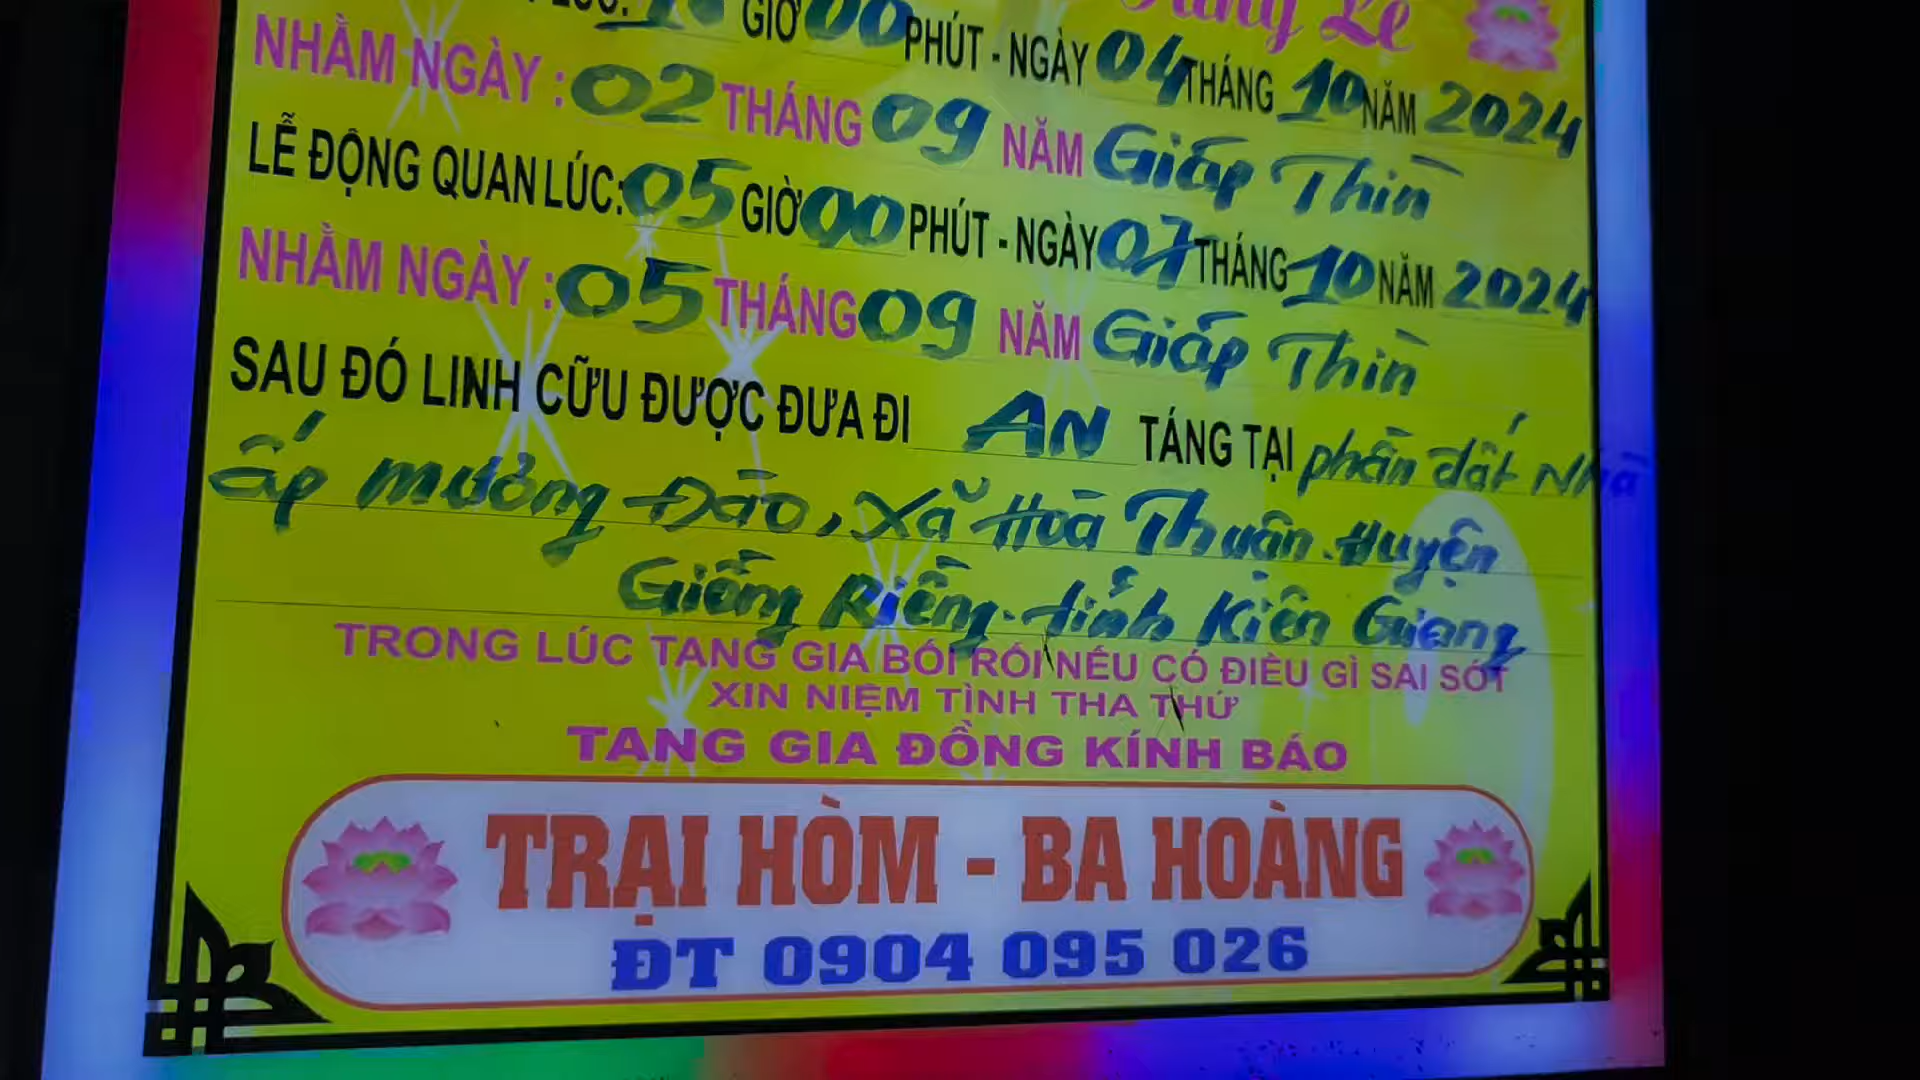 GIỜ 00 PHÚT - NGÀY 04 THÁNG 10 NĂM 2024
NHẰM NGÀY : 02 THÁNG 09 NĂM Giáp Thìn
LỄ ĐỘNG QUAN LÚC: 05 GIỜ 00 PHÚT - NGÀY 07 THÁNG 10 NĂM 2024
NHẰM NGÀY : 05 THÁNG 09 NĂM Giáp Thìn
SAU ĐÓ LINH CỮU ĐƯỢC ĐƯA ĐI AN TÁNG TẠI phần đất Nhà
ấp mường Đào, Xã Hoà Thuận. Huyện
Giồng Riềng. tỉnh Kiên Giang
TRONG LÚC TANG GIA BỐI RỐI NẾU CÓ ĐIỀU GÌ SAI SÓT
XIN NIỆM TÌNH THA THỨ
TANG GIA ĐỒNG KÍNH BÁO
TRẠI HÒM - BA HOÀNG
ĐT 0904 095 026